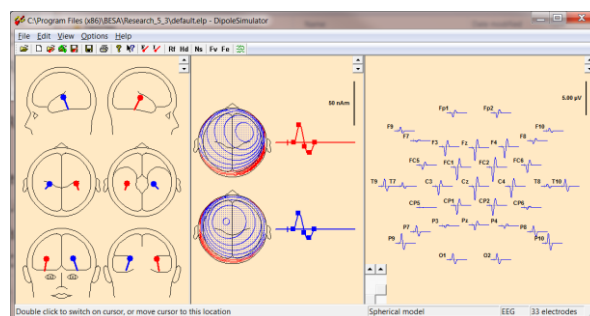 C:\Program Files (x86)\BESA\Research_5_3\default.elp - DipoleSimulator
File Edit View Options Help
Rf Hd Ns Fv Fe
50 nAm
5.00 µV
Fp1 Fp2
F9 F10
F7 F8
F3 Fz F4
FC5 FC1 FC2 FC6
T9 T7 C3 Cz C4 T8 T10
CP5 CP1 CP2 CP6
P7 P3 Pz P4 P8
P9 P10
O1 O2
Double click to switch on cursor, or move cursor to this location
Spherical model EEG 33 electrodes